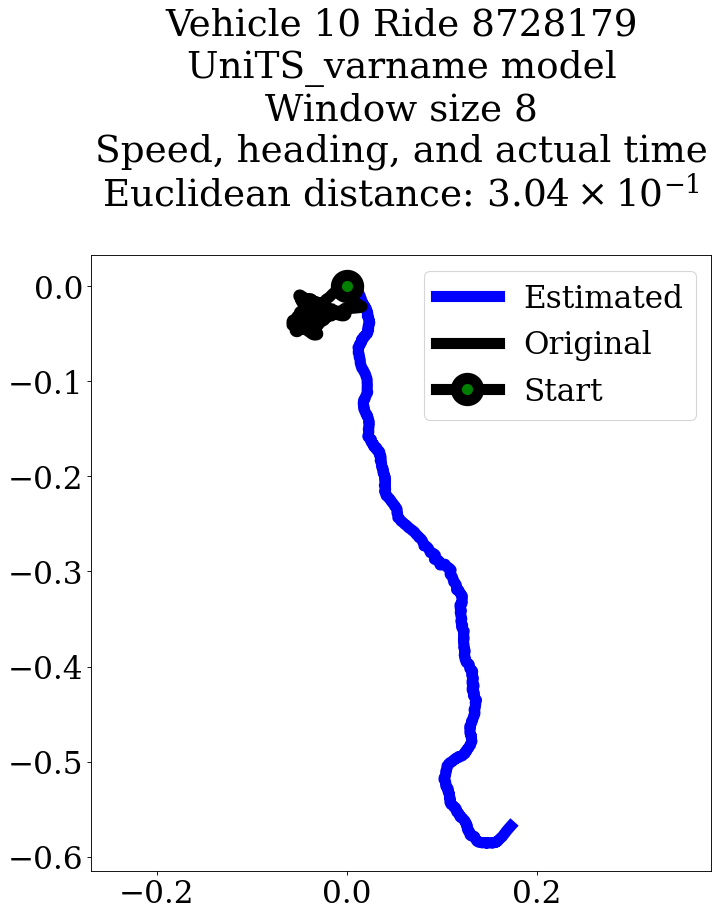 Vehicle 10 Ride 8728179
UniTS_varname model
Window size 8
Speed, heading, and actual time
Euclidean distance: 3.04 × 10⁻¹
Estimated
Original
Start
0.0
−0.1
−0.2
−0.3
−0.4
−0.5
−0.6
−0.2 0.0 0.2